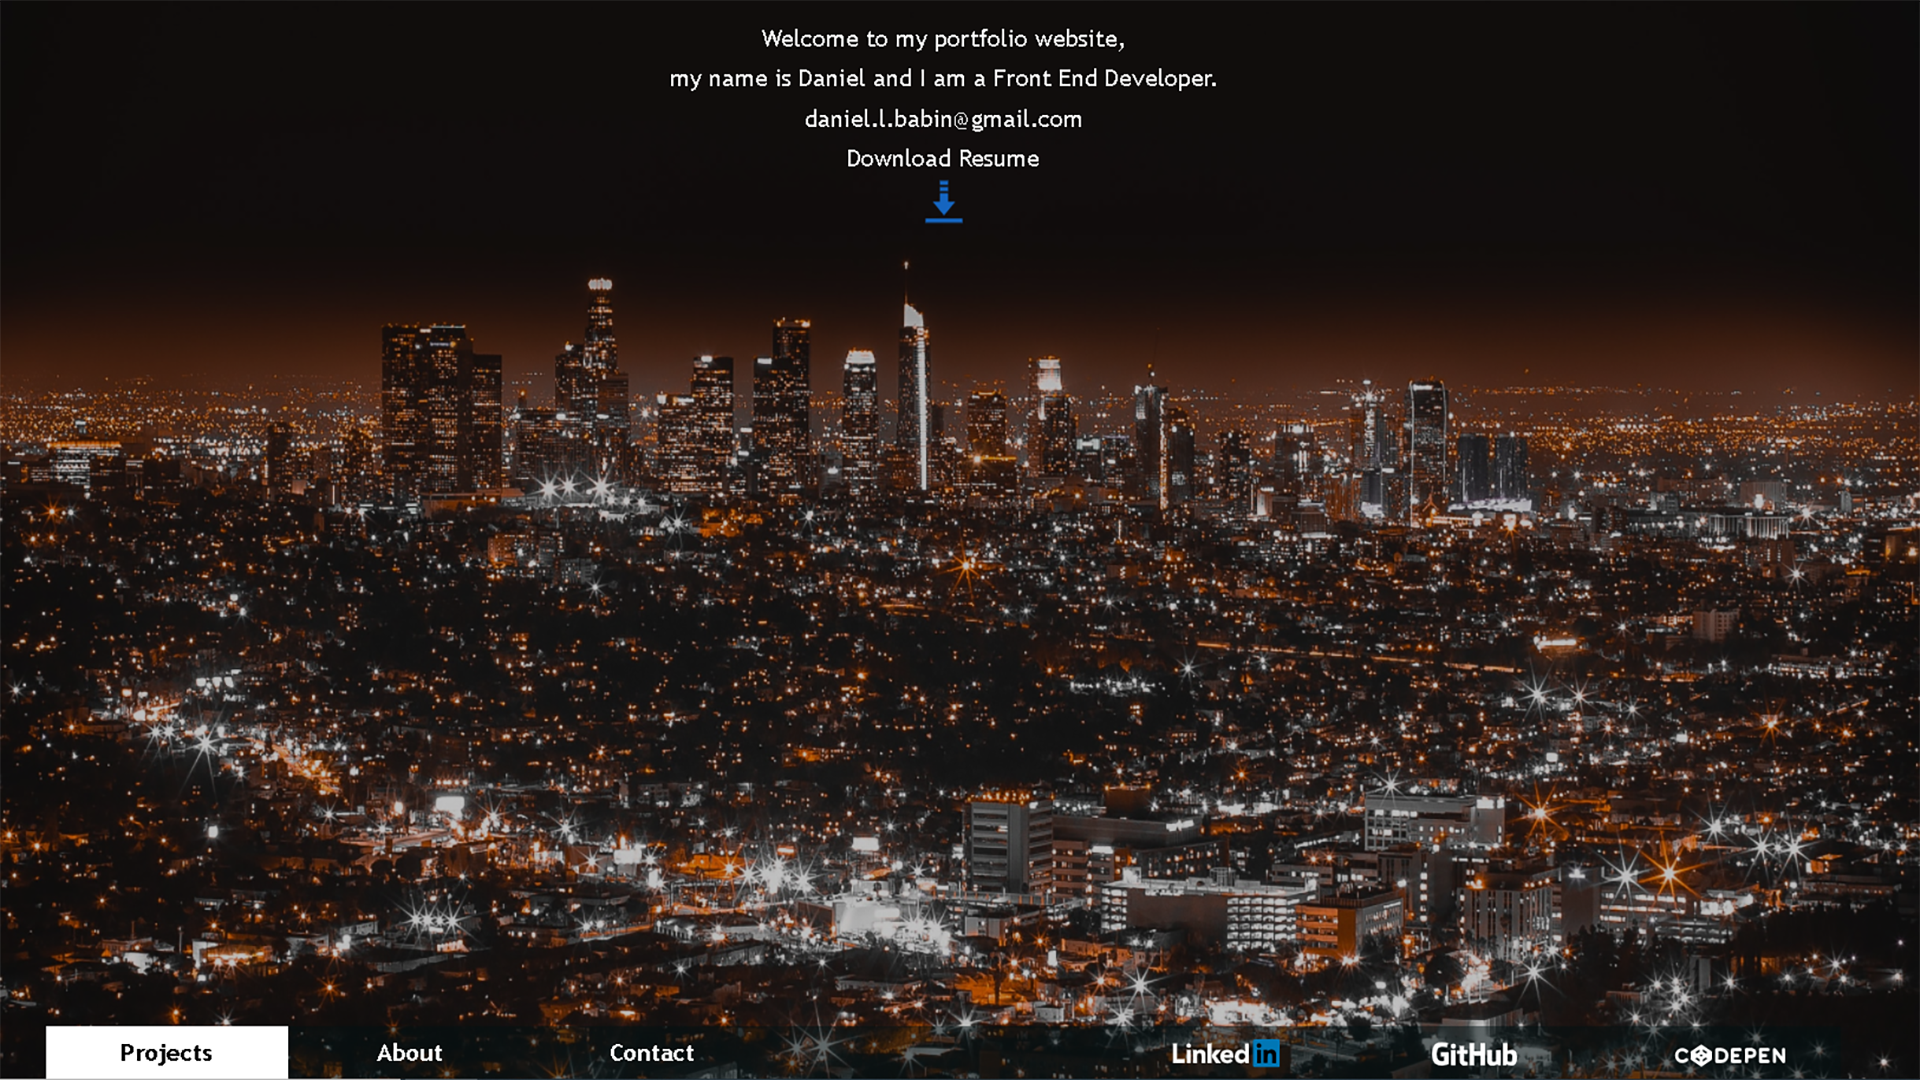 Welcome to my portfolio website,
my name is Daniel and I am a Front End Developer.
daniel.l.babin@gmail.com
Download Resume
Projects About Contact LinkedIn GitHub CODEPEN